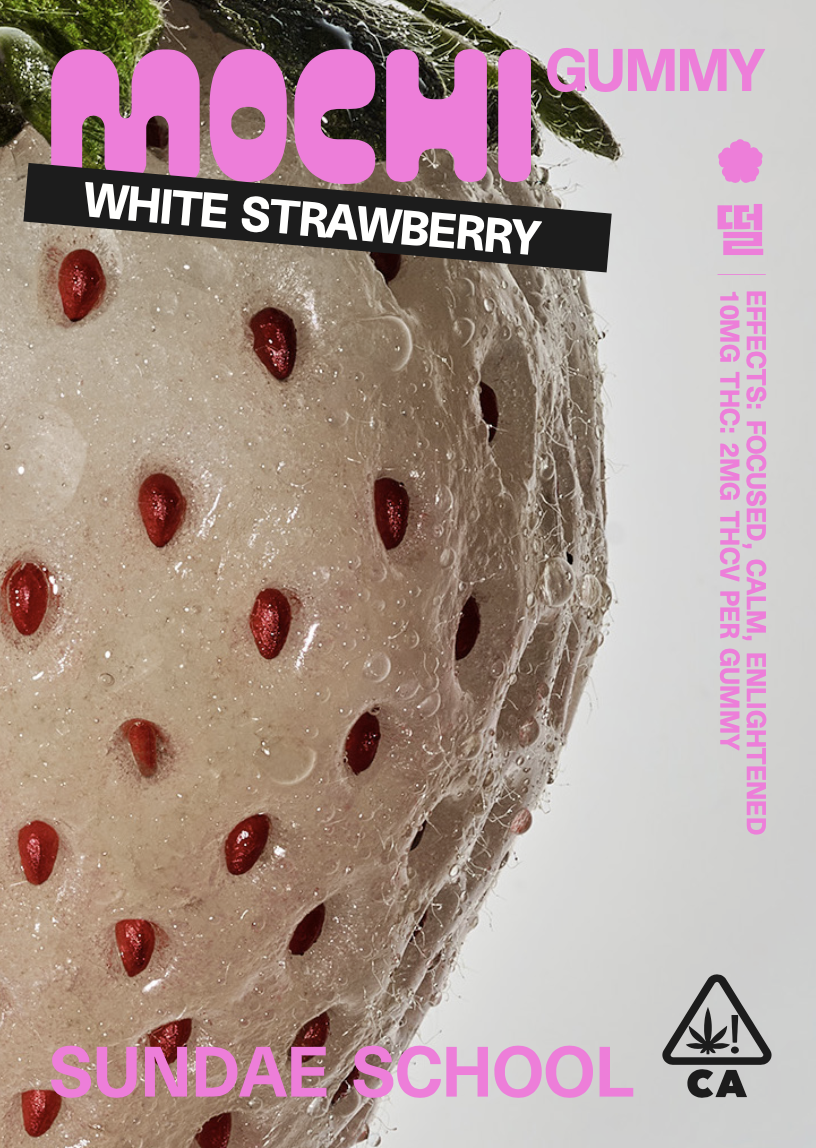 MOCHI
GUMMY
WHITE STRAWBERRY
떨
EFFECTS: FOCUSED, CALM, ENLIGHTENED
10MG THC: 2MG THCV PER GUMMY
SUNDAE SCHOOL
!
CA